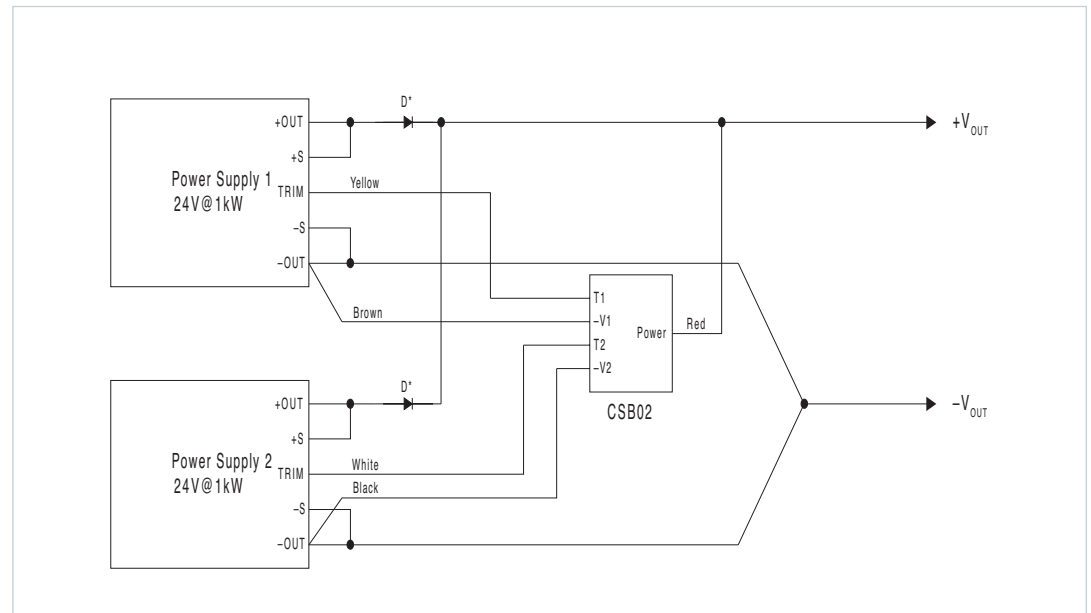 D*
+OUT
+V_OUT
+S
Power Supply 1
24V@1kW
TRIM
Yellow
–S
–OUT
Brown
T1
–V1
T2
–V2
Power
Red
CSB02
D*
+OUT
–V_OUT
+S
Power Supply 2
24V@1kW
TRIM
White
Black
–S
–OUT